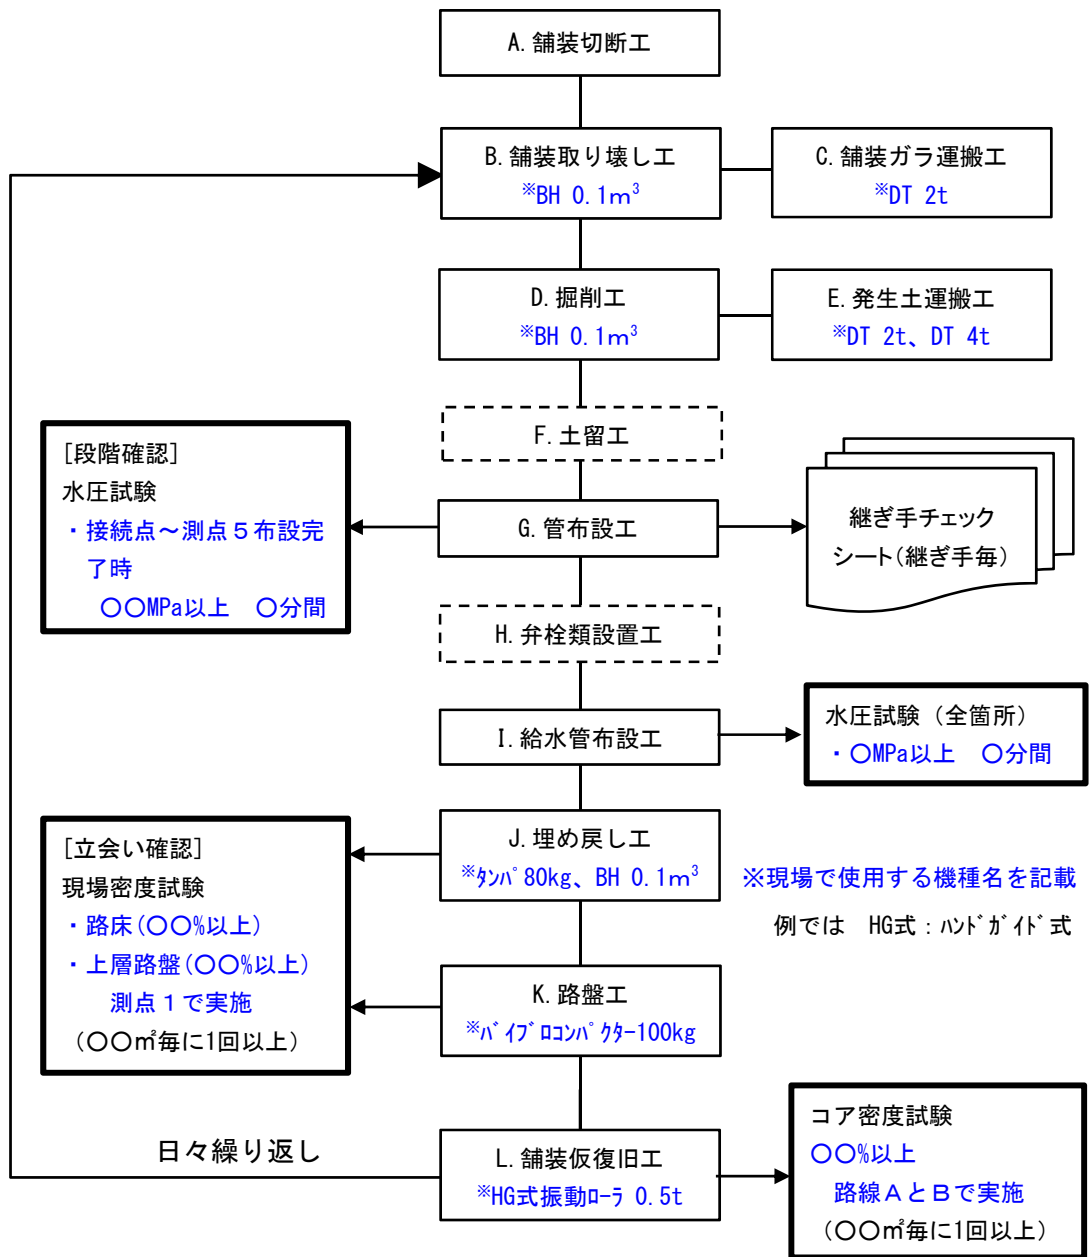 A.舗装切断工
B.舗装取り壊し工
※BH 0.1m³
C.舗装ガラ運搬工
※DT 2t
D.掘削工
※BH 0.1m³
E.発生土運搬工
※DT 2t、DT 4t
F.土留工
[段階確認]
水圧試験
・接続点～測点５布設完
了時
〇〇MPa以上　〇分間
G.管布設工
継ぎ手チェック
シート(継ぎ手毎)
H.弁栓類設置工
I.給水管布設工
水圧試験（全箇所）
・〇MPa以上　〇分間
J.埋め戻し工
※ﾀﾝﾊﾟ80kg、BH 0.1m³
[立会い確認]
現場密度試験
・路床(〇〇%以上)
・上層路盤(〇〇%以上)
測点１で実施
(〇〇㎡毎に1回以上)
※現場で使用する機種名を記載
例では　HG式：ﾊﾝﾄﾞｶﾞｲﾄﾞ式
K.路盤工
※ﾊﾞｲﾌﾞﾛｺﾝﾊﾟｸﾀｰ100kg
日々繰り返し
L.舗装仮復旧工
※HG式振動ﾛｰﾗ 0.5t
コア密度試験
〇〇%以上
路線ＡとＢで実施
(〇〇㎡毎に1回以上)